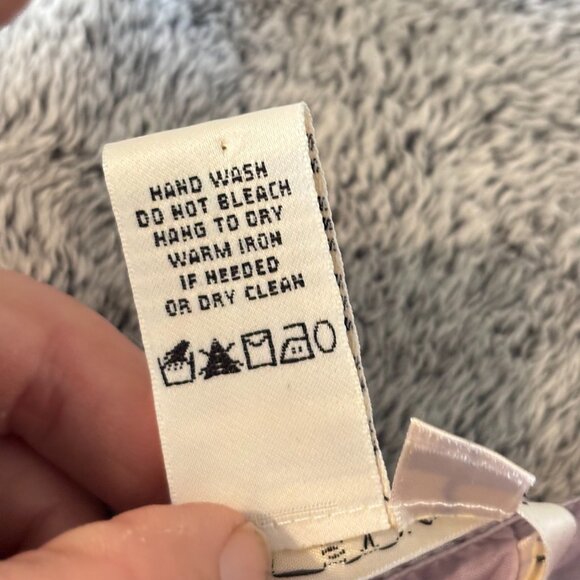 HAND WASH
DO NOT BLEACH
HANG TO DRY
WARM IRON
IF NEEDED
OR DRY CLEAN